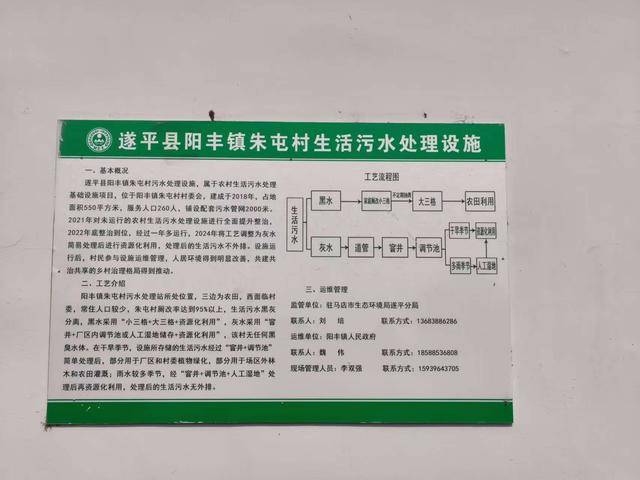 遂平县阳丰镇朱屯村生活污水处理设施
一、基本概况
遂平县阳丰镇朱屯村污水处理设施，属于农村生活污水处理
基础设施项目，位于阳丰镇朱屯村村委会，建成于2018年，占地
面积550平方米，服务人口260人，铺设配套污水管网2000米。
2021年对未运行的农村生活污水处理设施进行全面提升整治，
2022年底整治到位，经过一年多运行，2024年将工艺调整为灰水
简易处理后进行资源化利用，处理后的生活污水不外排。设施运
行后，村民参与设施运维管理，人居环境得到明显改善，共建共
治共享的乡村治理格局得到推动。
二、工艺介绍
阳丰镇朱屯村污水处理站所处位置，三边为农田，西面临村
委，常住人口较少，朱屯村厕改率达到95%以上，生活污水黑灰
分离，黑水采用“小三格+大三格+资源化利用”，灰水采用“窨
井+厂区内调节池或人工湿地储存+资源化利用”，该村无任何黑
臭水体。在干旱季节，设施所存储的生活污水经过“窨井+调节池”
简单处理后，部分用于厂区和村委植物绿化，部分用于场区外林
木和农田灌溉；雨水较多季节，经“窨井+调节池+人工湿地”处
理后再资源化利用，处理后的生活污水无外排。
工艺流程图
生活污水
黑水
家庭厕改小三格
不定期抽清
大三格
农田利用
灰水
道管
窨井
调节池
干旱季节
资源化利用
多雨季节
人工湿地
三、运维管理
监管单位：驻马店市生态环境局遂平分局
联系人：刘 培 联系方式：13683886286
运维单位：阳丰镇人民政府
联系人：魏 伟 联系方式：18588536808
现场管理人员：李双强 联系方式：15939643705